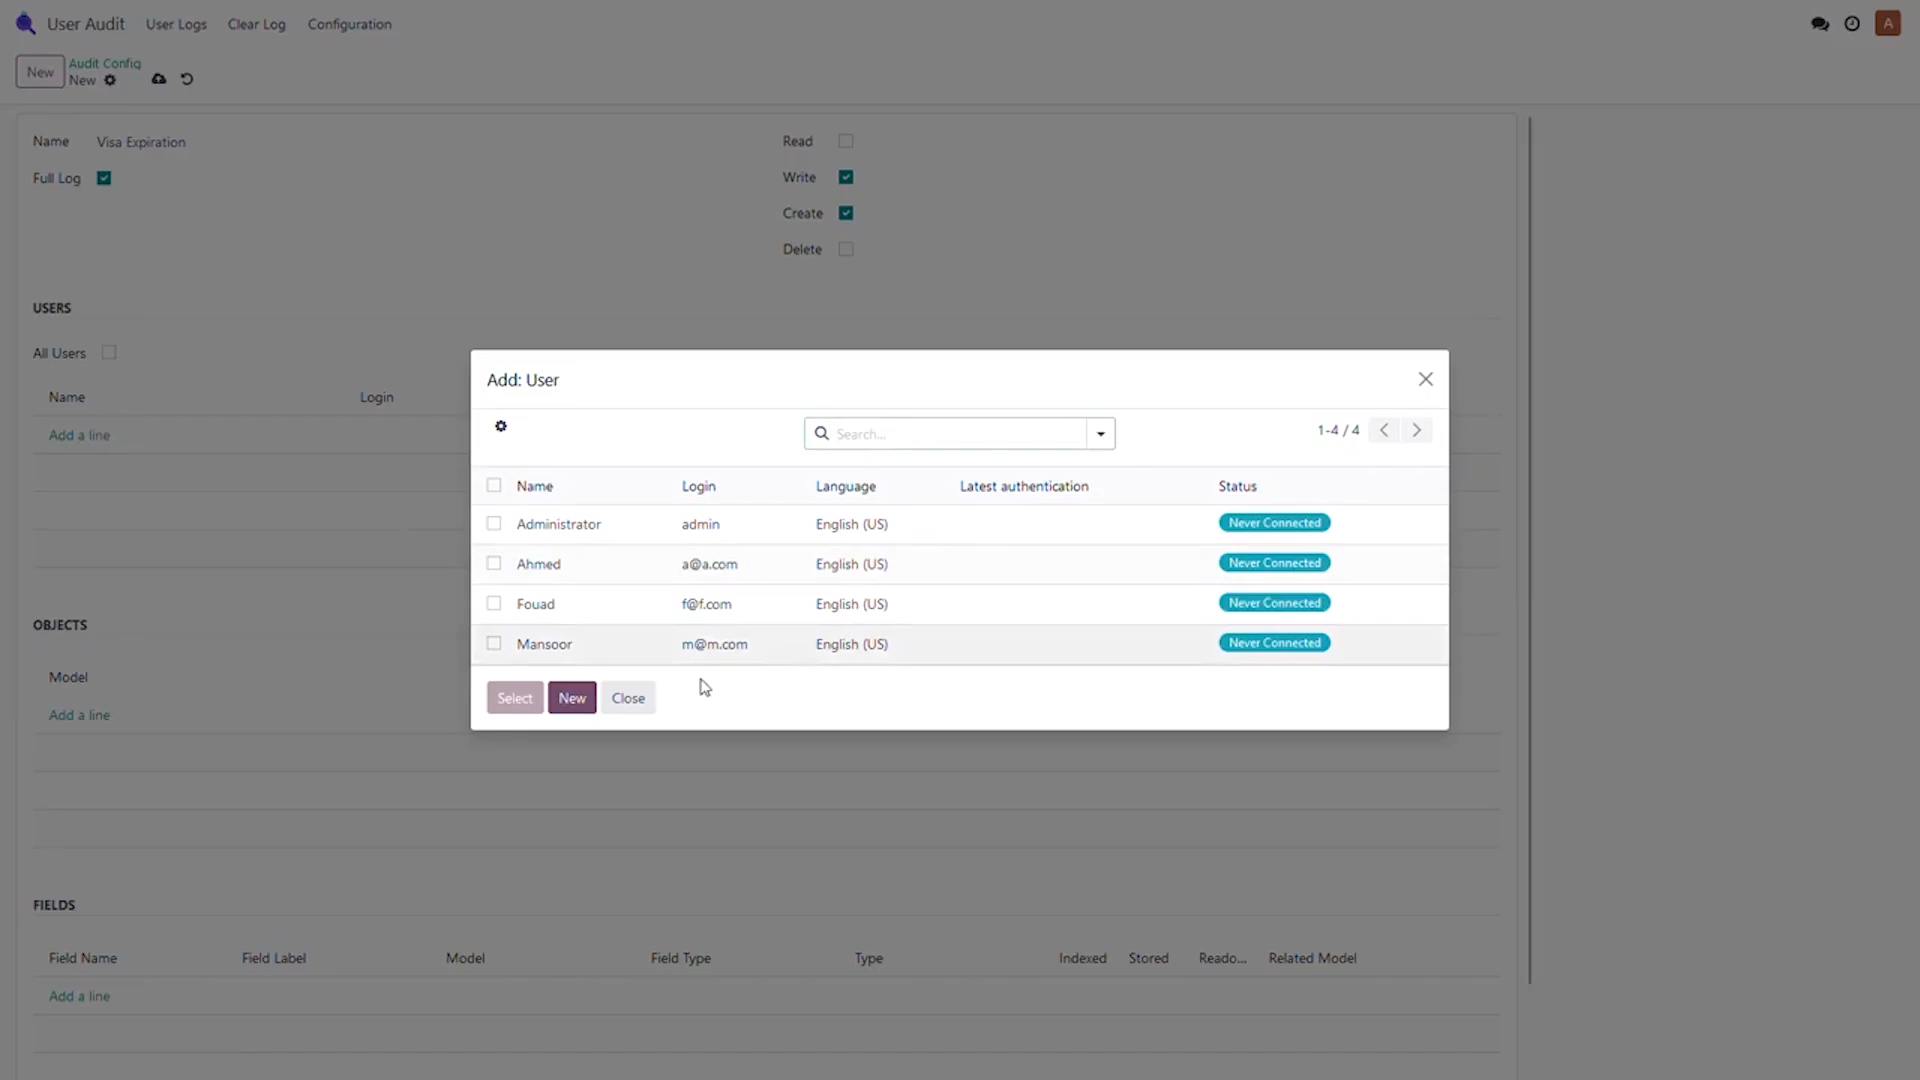 User Audit User Logs Clear Log Configuration A
New Audit Config
New
Name Visa Expiration
Full Log
Read
Write
Create
Delete
USERS
All Users
Name Login
Add a line
Add: User
Search... 1-4 / 4
Name Login Language Latest authentication Status
Administrator admin English (US) Never Connected
Ahmed a@a.com English (US) Never Connected
Fouad f@f.com English (US) Never Connected
Mansoor m@m.com English (US) Never Connected
Select New Close
OBJECTS
Model
Add a line
FIELDS
Field Name Field Label Model Field Type Type Indexed Stored Reado... Related Model
Add a line